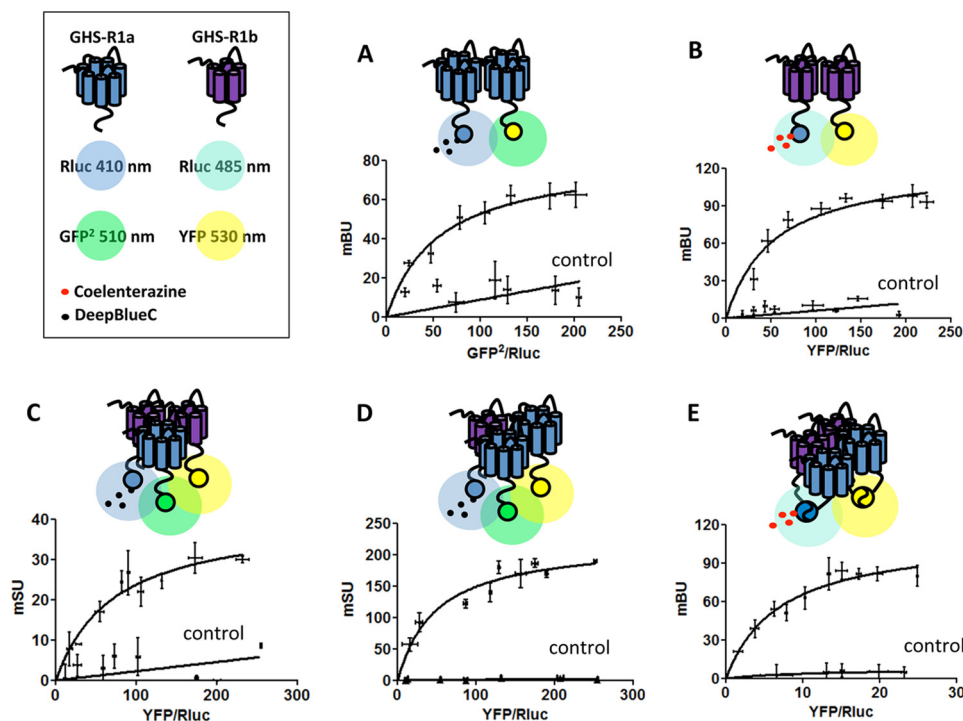 GHS-R1a GHS-R1b
Rluc 410 nm Rluc 485 nm
GFP² 510 nm YFP 530 nm
Coelenterazine
DeepBlueC
A
mBU
80
60
40
20
0
control
0 50 100 150 200 250
GFP²/Rluc
B
mBU
120
90
60
30
0
control
0 50 100 150 200 250
YFP/Rluc
C
mSU
40
30
20
10
0
control
0 100 200 300
YFP/Rluc
D
mSU
250
200
150
100
50
0
control
0 100 200 300
YFP/Rluc
E
mBU
120
90
60
30
0
control
0 10 20 30
YFP/Rluc